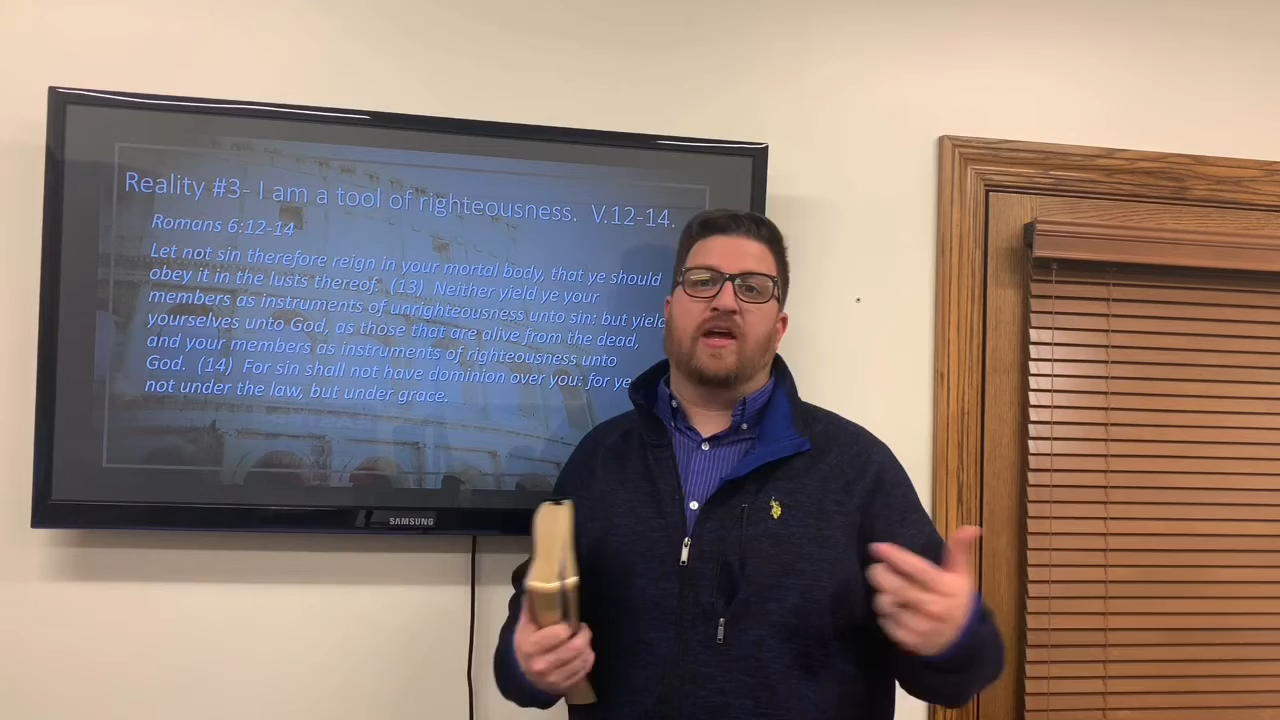 Reality #3- I am a tool of righteousness. V.12-14.
Romans 6:12-14
Let not sin therefore reign in your mortal body, that ye should
obey it in the lusts thereof. (13) Neither yield ye your
members as instruments of unrighteousness unto sin: but yield
yourselves unto God, as those that are alive from the dead,
and your members as instruments of righteousness unto
God. (14) For sin shall not have dominion over you: for ye
not under the law, but under grace.
SAMSUNG